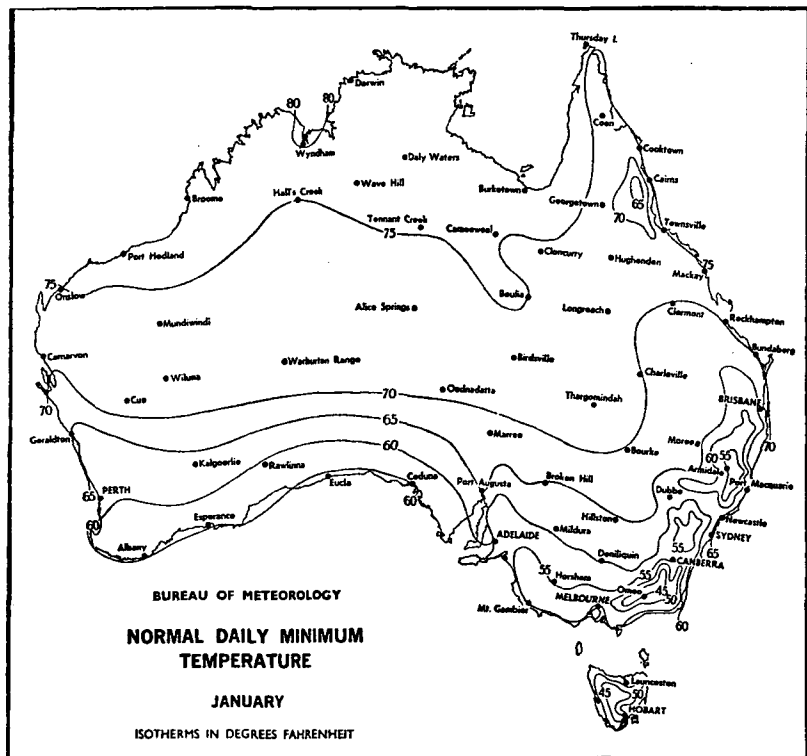 Thursday I.
Darwin
80 80
Coen
Wyndham
Cooktown
Daly Waters
Cairns
Wave Hill
Burketown
65
Broome
Hall's Creek
Georgetown
70
Tennant Creek
Townsville
75
Camooweal
Cloncurry
Hughenden
Port Hedland
75
Mackay
75
Onslow
Boulia
Alice Springs
Longreach
Clermont
Mundiwindi
Rockhampton
Bundaberg
Carnarvon
Warburton Range
Birdsville
Wiluna
Charleville
Oodnadatta
70
Cue
Thargomindah
BRISBANE
70
65
Geraldton
Marree
Moree
60
Bourke
70
60
55
Kalgoorlie
Rawlinna
Armidale
Broken Hill
Port Macquarie
Ceduna
Port Augusta
Eucla
65
PERTH
60
Dubbo
Hillston
Newcastle
60
Esperance
Mildura
SYDNEY
ADELAIDE
55
65
Albany
Deniliquin
CANBERRA
55
Horsham
55
Omeo
45
50
MELBOURNE
Mt. Gambier
60
BUREAU OF METEOROLOGY
NORMAL DAILY MINIMUM
TEMPERATURE
JANUARY
ISOTHERMS IN DEGREES FAHRENHEIT
Launceston
45
50
HOBART